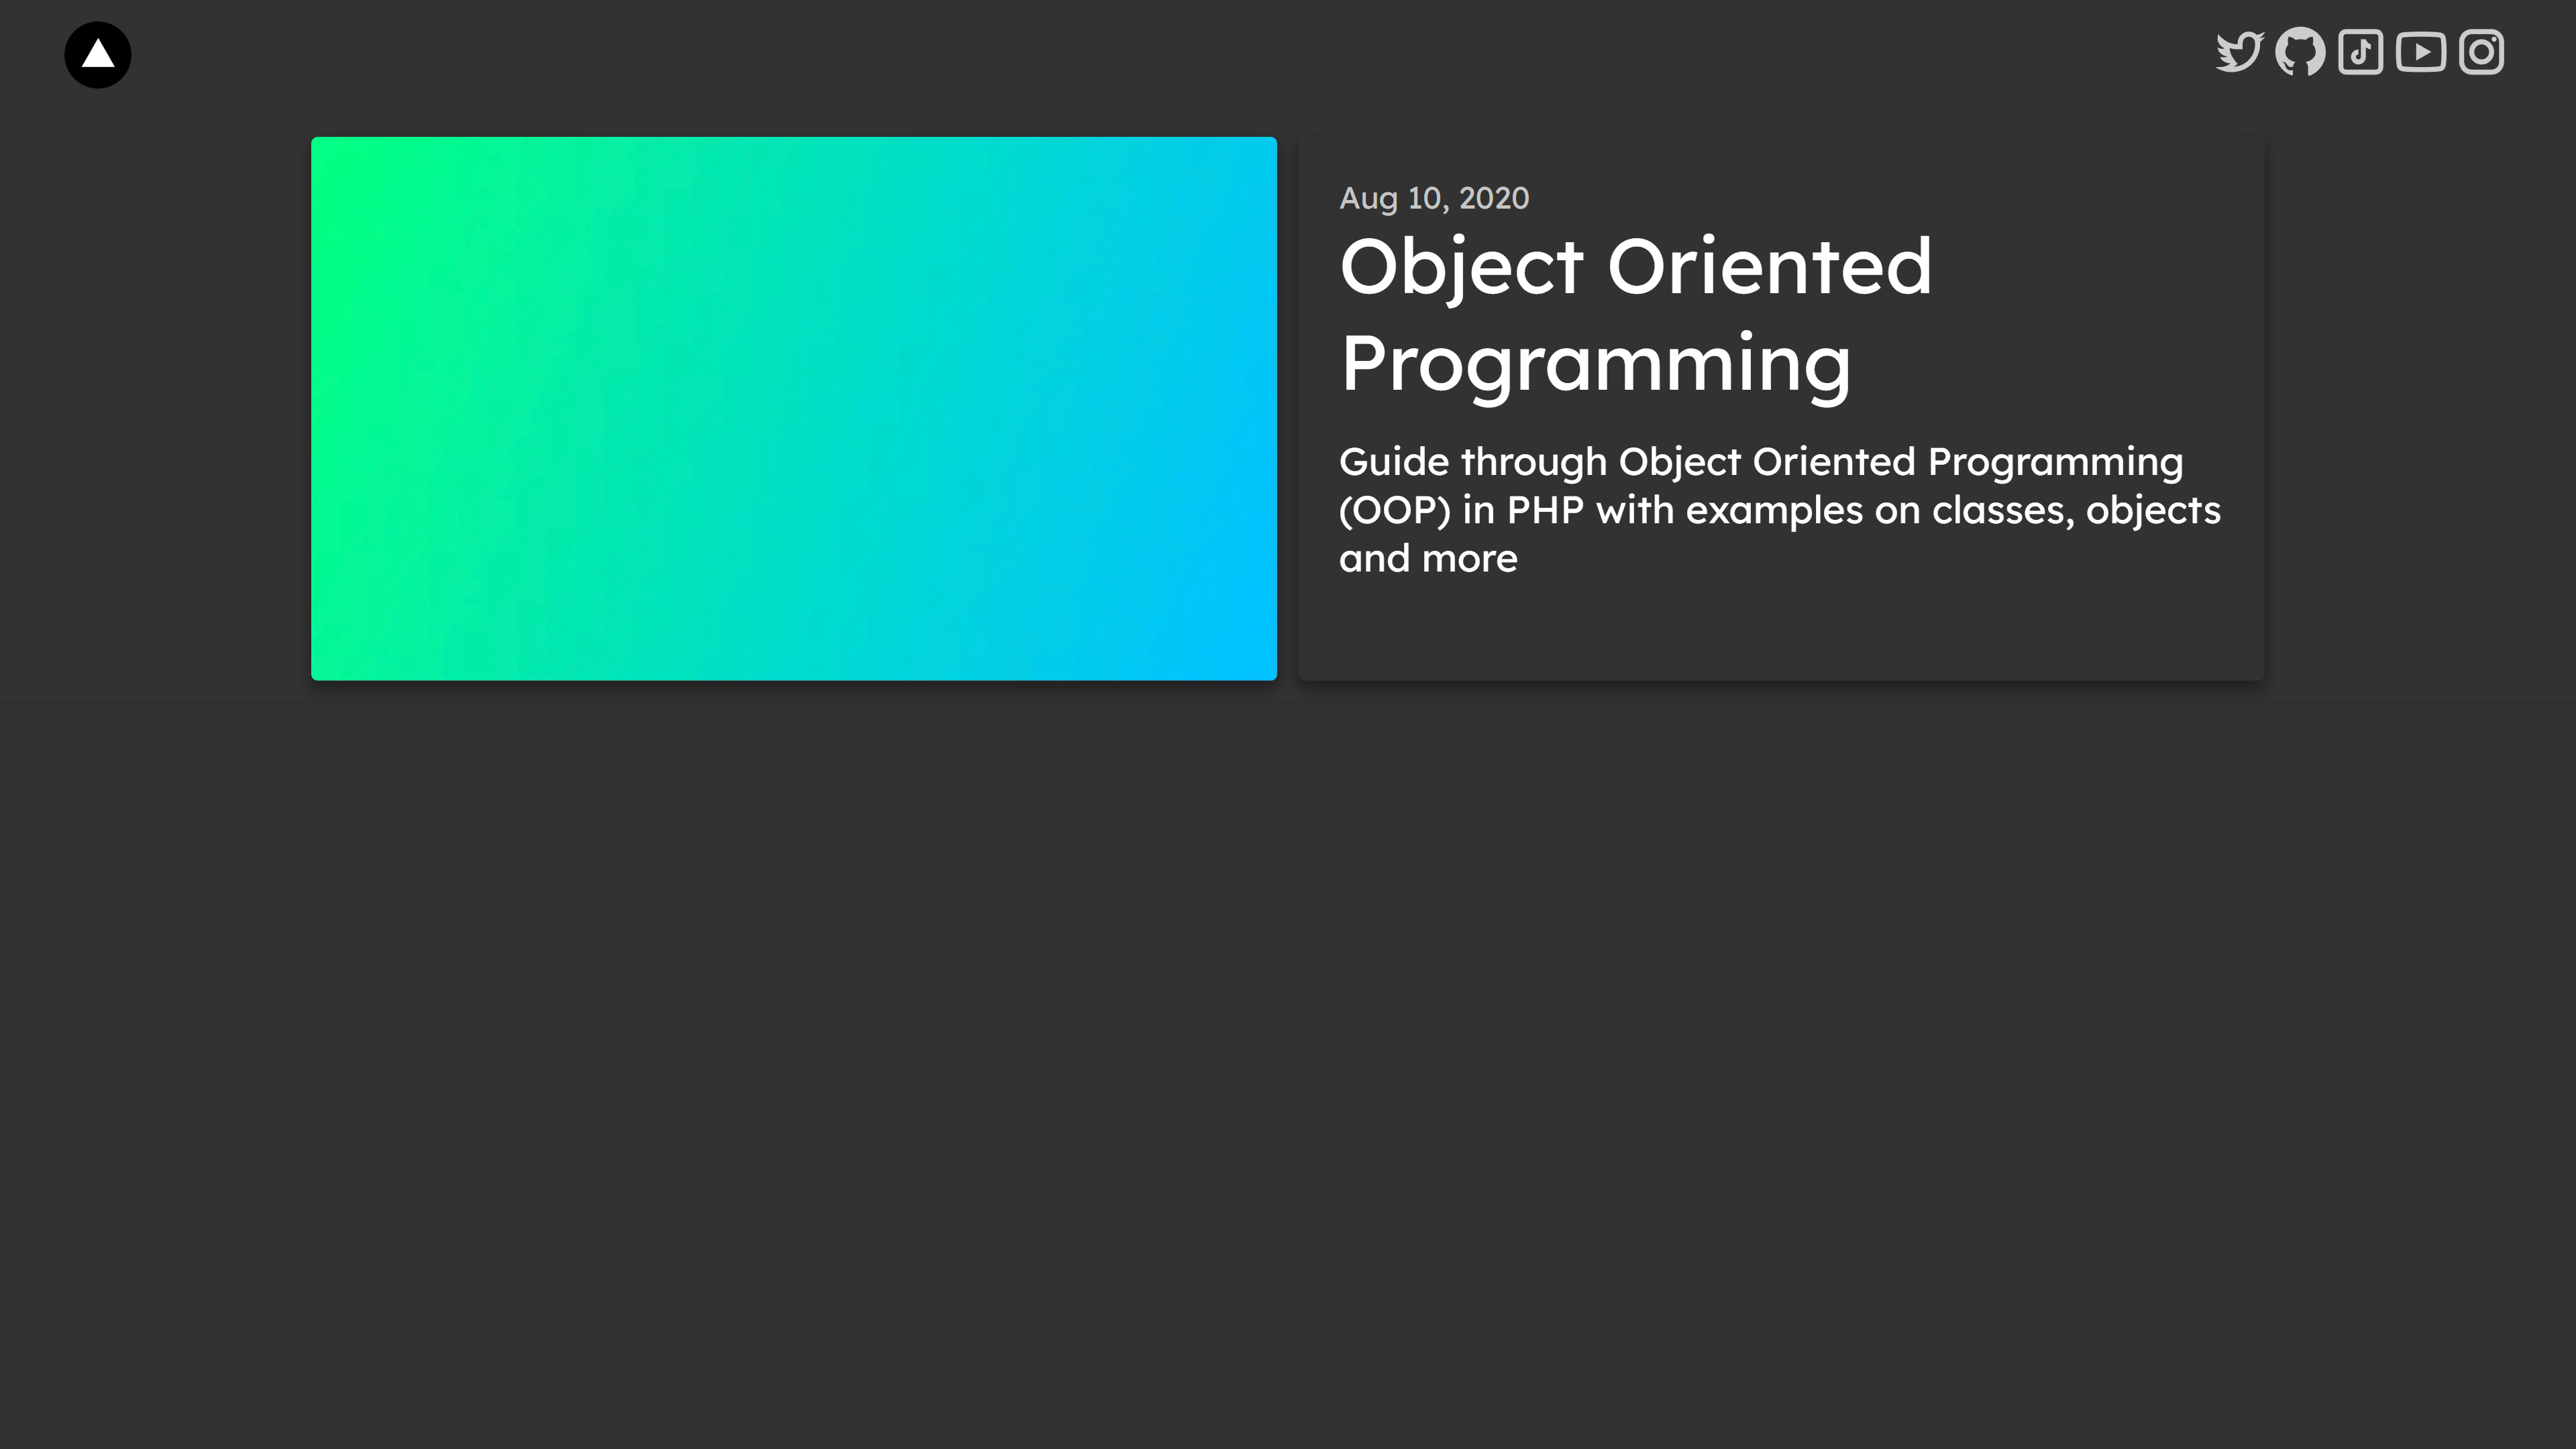 Aug 10, 2020
Object Oriented
Programming
Guide through Object Oriented Programming
(OOP) in PHP with examples on classes, objects
and more